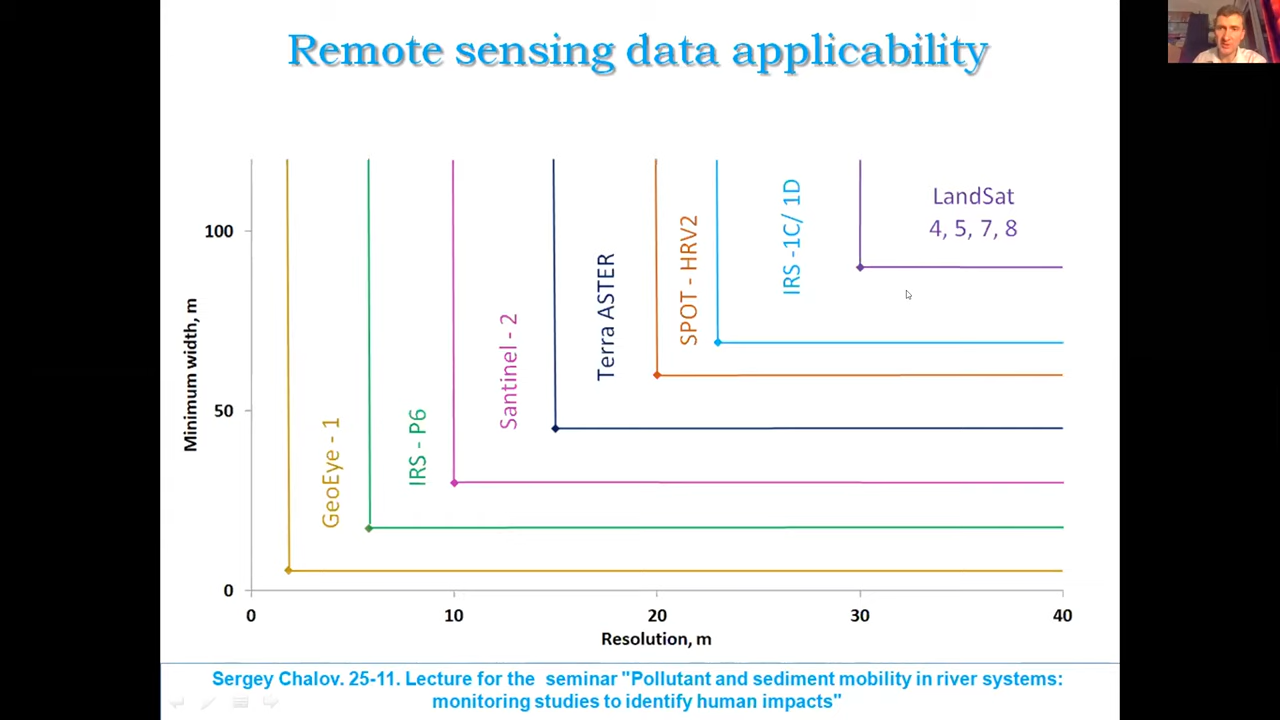 Remote sensing data applicability
100
50
0
Minimum width, m
GeoEye - 1
IRS - P6
Santinel - 2
Terra ASTER
SPOT - HRV2
IRS -1C/ 1D
LandSat
4, 5, 7, 8
0 10 20 30 40
Resolution, m
Sergey Chalov. 25-11. Lecture for the seminar "Pollutant and sediment mobility in river systems:
monitoring studies to identify human impacts"